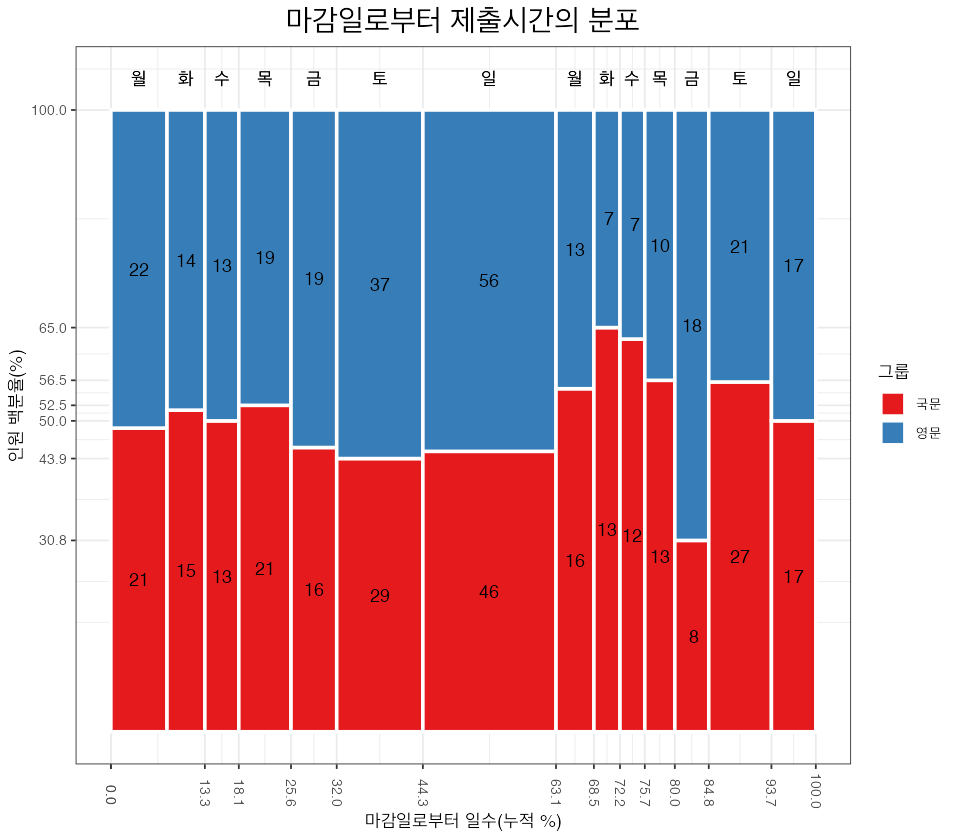 마감일로부터 제출시간의 분포
월 화 수 목 금 토 일 월 화 수 목 금 토 일
100.0
65.0
56.5
52.5
50.0
43.9
30.8
인원 백분율(%)
22 14 13 19 19 37 56 13 7 7 10 18 21 17
21 15 13 21 16 29 46 16 13 12 13 8 27 17
그룹
국문
영문
0.0 13.3 18.1 25.6 32.0 44.3 63.1 68.5 72.2 75.7 80.0 84.8 93.7 100.0
마감일로부터 일수(누적 %)